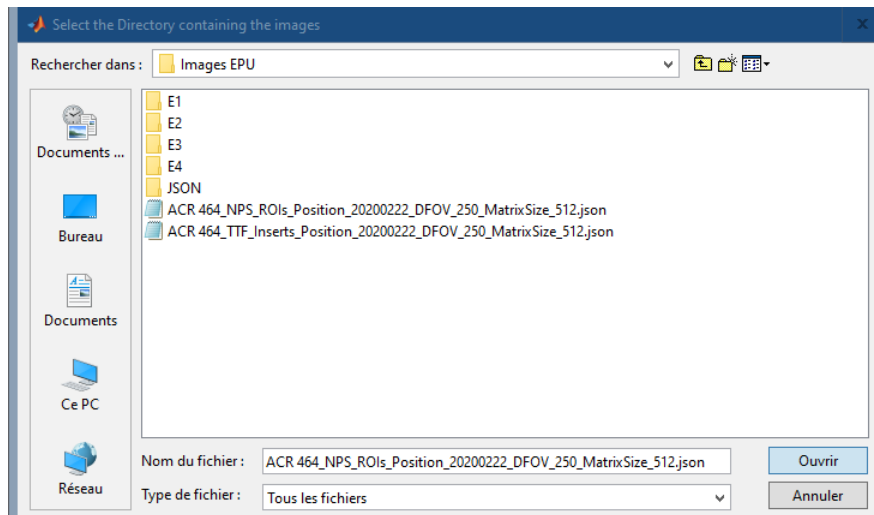 Select the Directory containing the images
Rechercher dans :
Images EPU
E1
E2
E3
E4
JSON
ACR 464_NPS_ROIs_Position_20200222_DFOV_250_MatrixSize_512.json
ACR 464_TTF_Inserts_Position_20200222_DFOV_250_MatrixSize_512.json
Documents ...
Bureau
Documents
Ce PC
Réseau
Nom du fichier :
ACR 464_NPS_ROIs_Position_20200222_DFOV_250_MatrixSize_512.json
Ouvrir
Type de fichier :
Tous les fichiers
Annuler